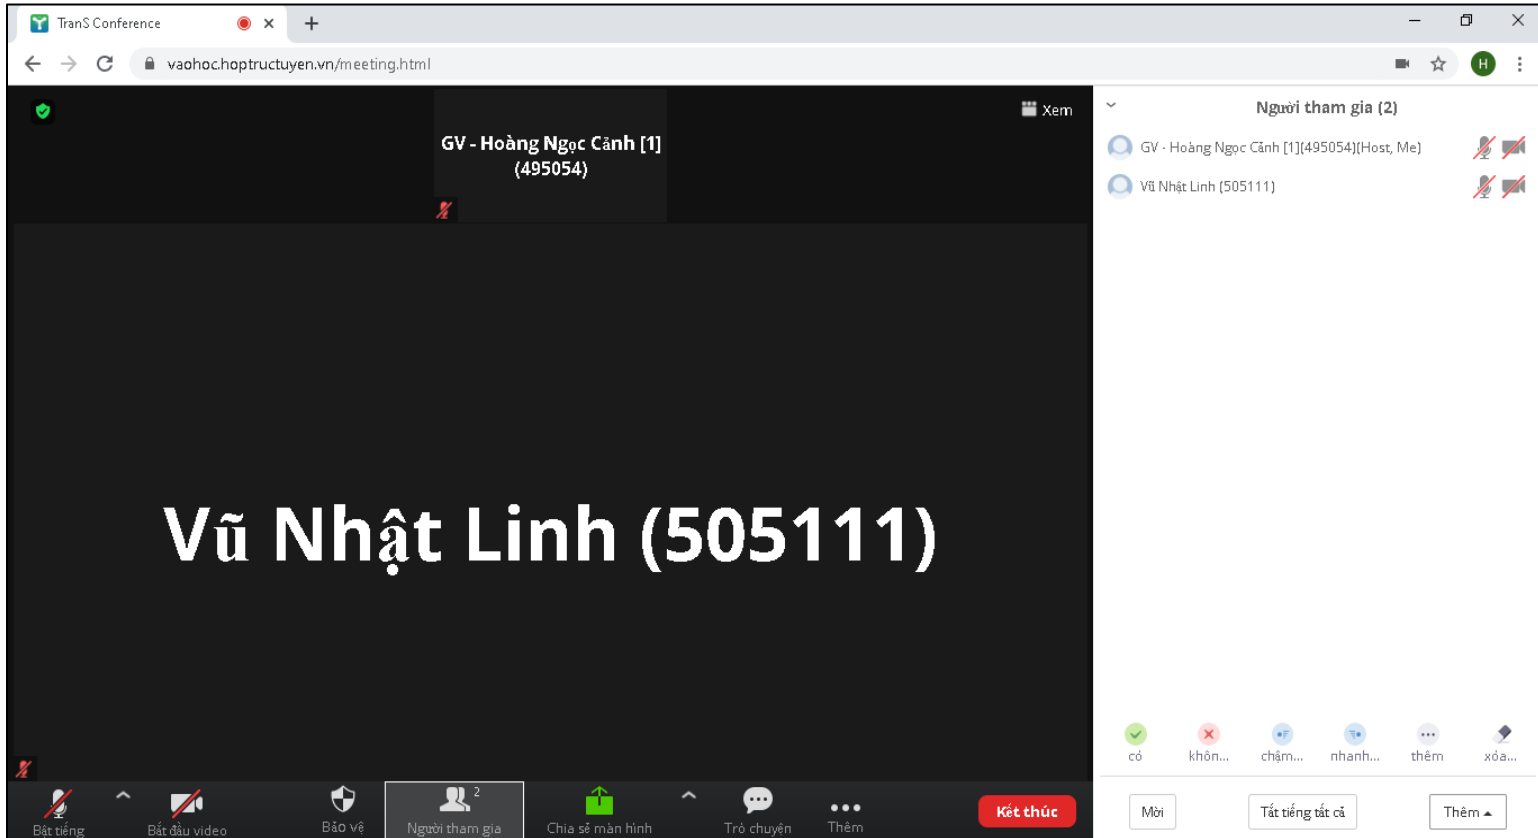 TranS Conference
vaohoc.hoptructuyen.vn/meeting.html
H
GV - Hoàng Ngọc Cảnh [1]
(495054)
Xem
Vũ Nhật Linh (505111)
Bật tiếng
Bắt đầu video
Bảo vệ
Người tham gia
2
Chia sẻ màn hình
Trò chuyện
Thêm
Kết thúc
Người tham gia (2)
GV - Hoàng Ngọc Cảnh [1](495054)(Host, Me)
Vũ Nhật Linh (505111)
có
khôn...
chậm...
nhanh...
thêm
xóa...
Mời
Tắt tiếng tất cả
Thêm